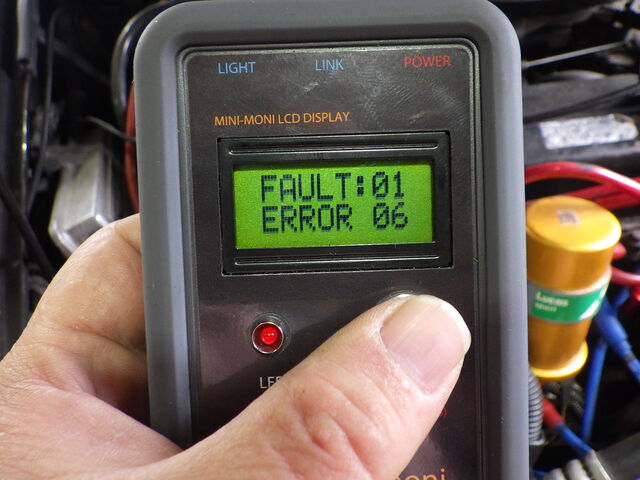 LIGHT LINK POWER
MINI-MONI LCD DISPLAY
FAULT:01
ERROR 06
Lucas